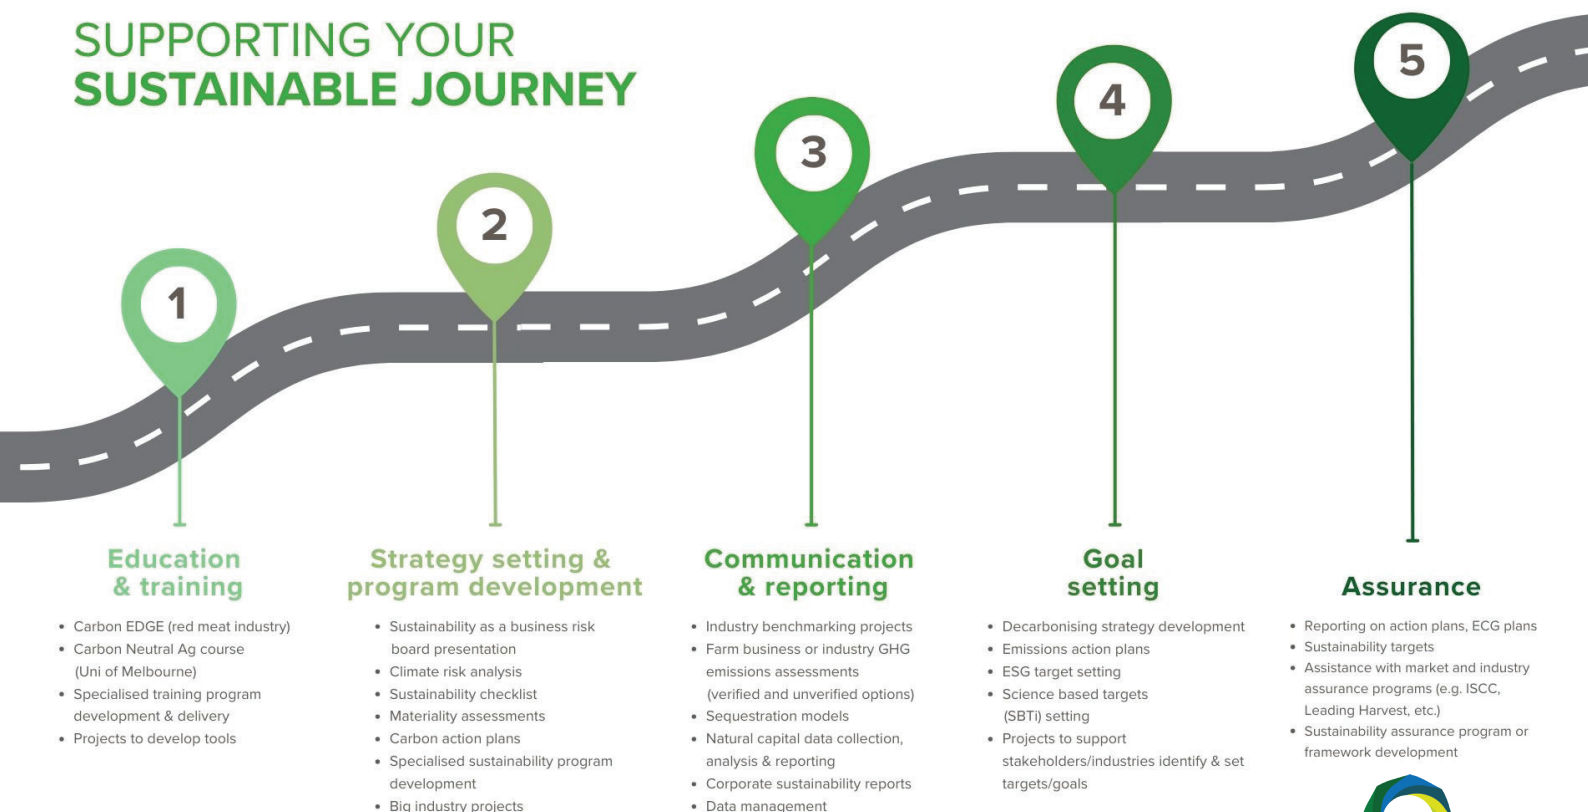 SUPPORTING YOUR
SUSTAINABLE JOURNEY
1
2
3
4
5
Education
& training
• Carbon EDGE (red meat industry)
• Carbon Neutral Ag course
(Uni of Melbourne)
• Specialised training program
development & delivery
• Projects to develop tools
Strategy setting &
program development
• Sustainability as a business risk
board presentation
• Climate risk analysis
• Sustainability checklist
• Materiality assessments
• Carbon action plans
• Specialised sustainability program
development
• Big industry projects
Communication
& reporting
• Industry benchmarking projects
• Farm business or industry GHG
emissions assessments
(verified and unverified options)
• Sequestration models
• Natural capital data collection,
analysis & reporting
• Corporate sustainability reports
• Data management
Goal
setting
• Decarbonising strategy development
• Emissions action plans
• ESG target setting
• Science based targets
(SBTi) setting
• Projects to support
stakeholders/industries identify & set
targets/goals
Assurance
• Reporting on action plans, ECG plans
• Sustainability targets
• Assistance with market and industry
assurance programs (e.g. ISCC,
Leading Harvest, etc.)
• Sustainability assurance program or
framework development